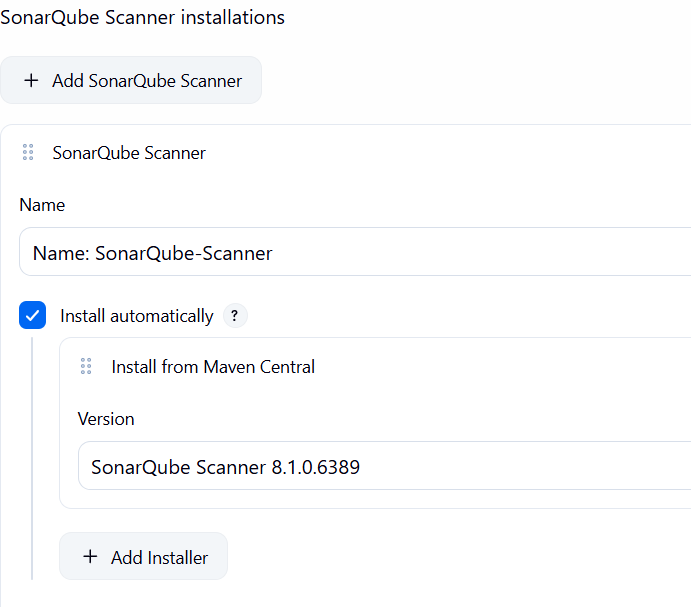 SonarQube Scanner installations
+ Add SonarQube Scanner
SonarQube Scanner
Name
Name: SonarQube-Scanner
Install automatically ?
Install from Maven Central
Version
SonarQube Scanner 8.1.0.6389
+ Add Installer